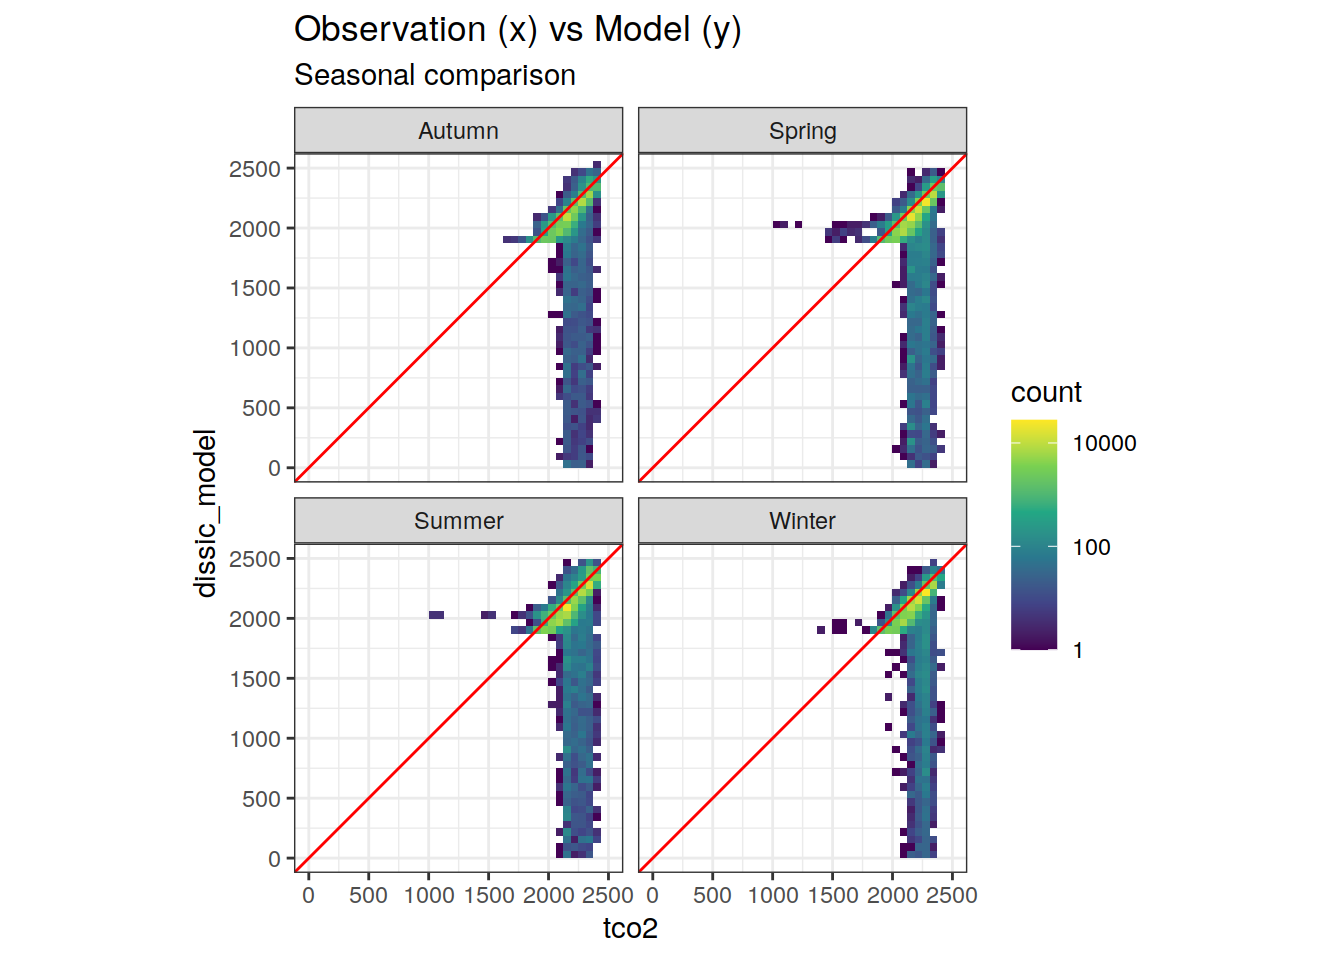 Observation (x) vs Model (y)
Seasonal comparison
Autumn
Spring
2500
2000
1500
1000
500
0
Summer
Winter
2500
2000
1500
1000
500
0
0 500 1000 1500 2000 2500
0 500 1000 1500 2000 2500
tco2
dissic_model
count
10000
100
1